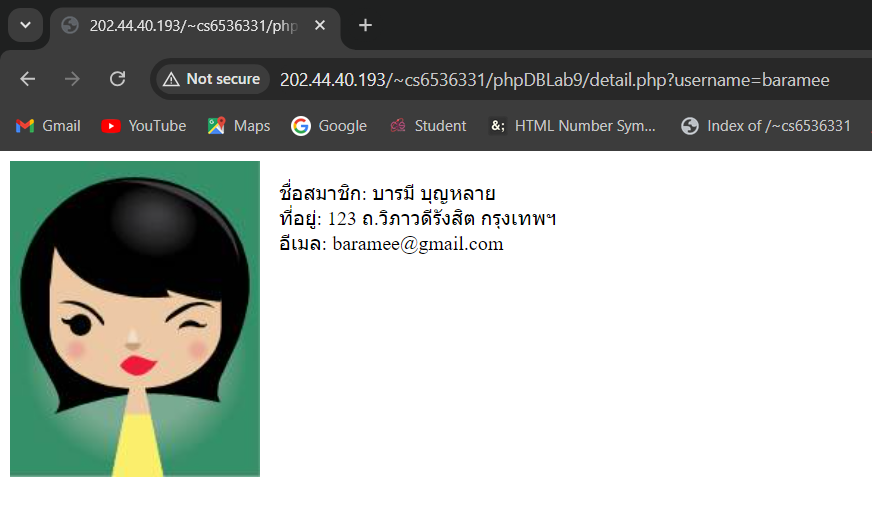 202.44.40.193/~cs6536331/php
Not secure
202.44.40.193/~cs6536331/phpDBLab9/detail.php?username=baramee
Gmail
YouTube
Maps
Google
Student
&;
HTML Number Sym...
Index of /~cs6536331
ชื่อสมาชิก: บารมี บุญหลาย
ที่อยู่: 123 ถ.วิภาวดีรังสิต กรุงเทพฯ
อีเมล: baramee@gmail.com